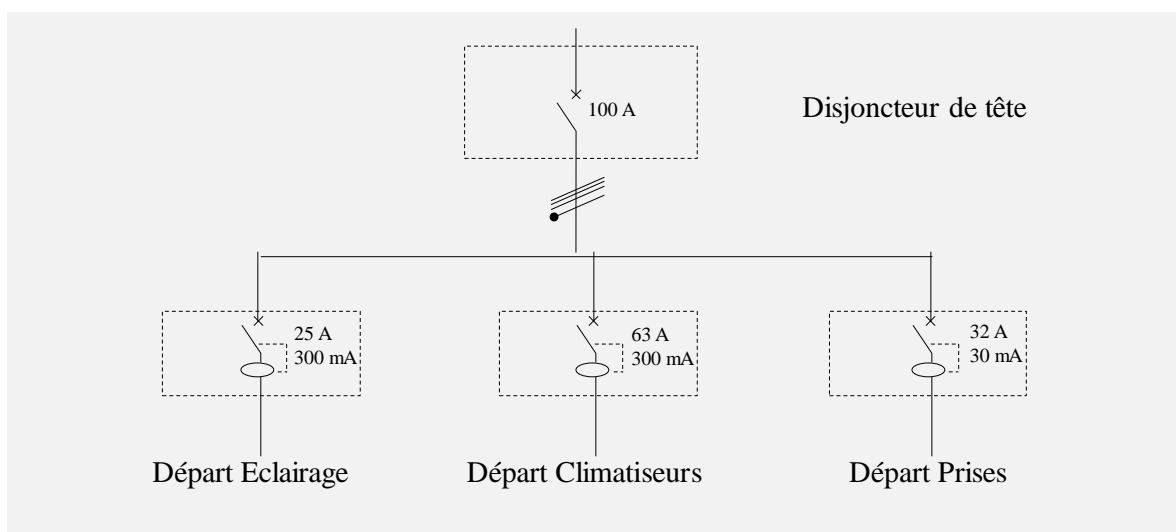 100 A
Disjoncteur de tête
25 A
300 mA
63 A
300 mA
32 A
30 mA
Départ Eclairage
Départ Climatiseurs
Départ Prises